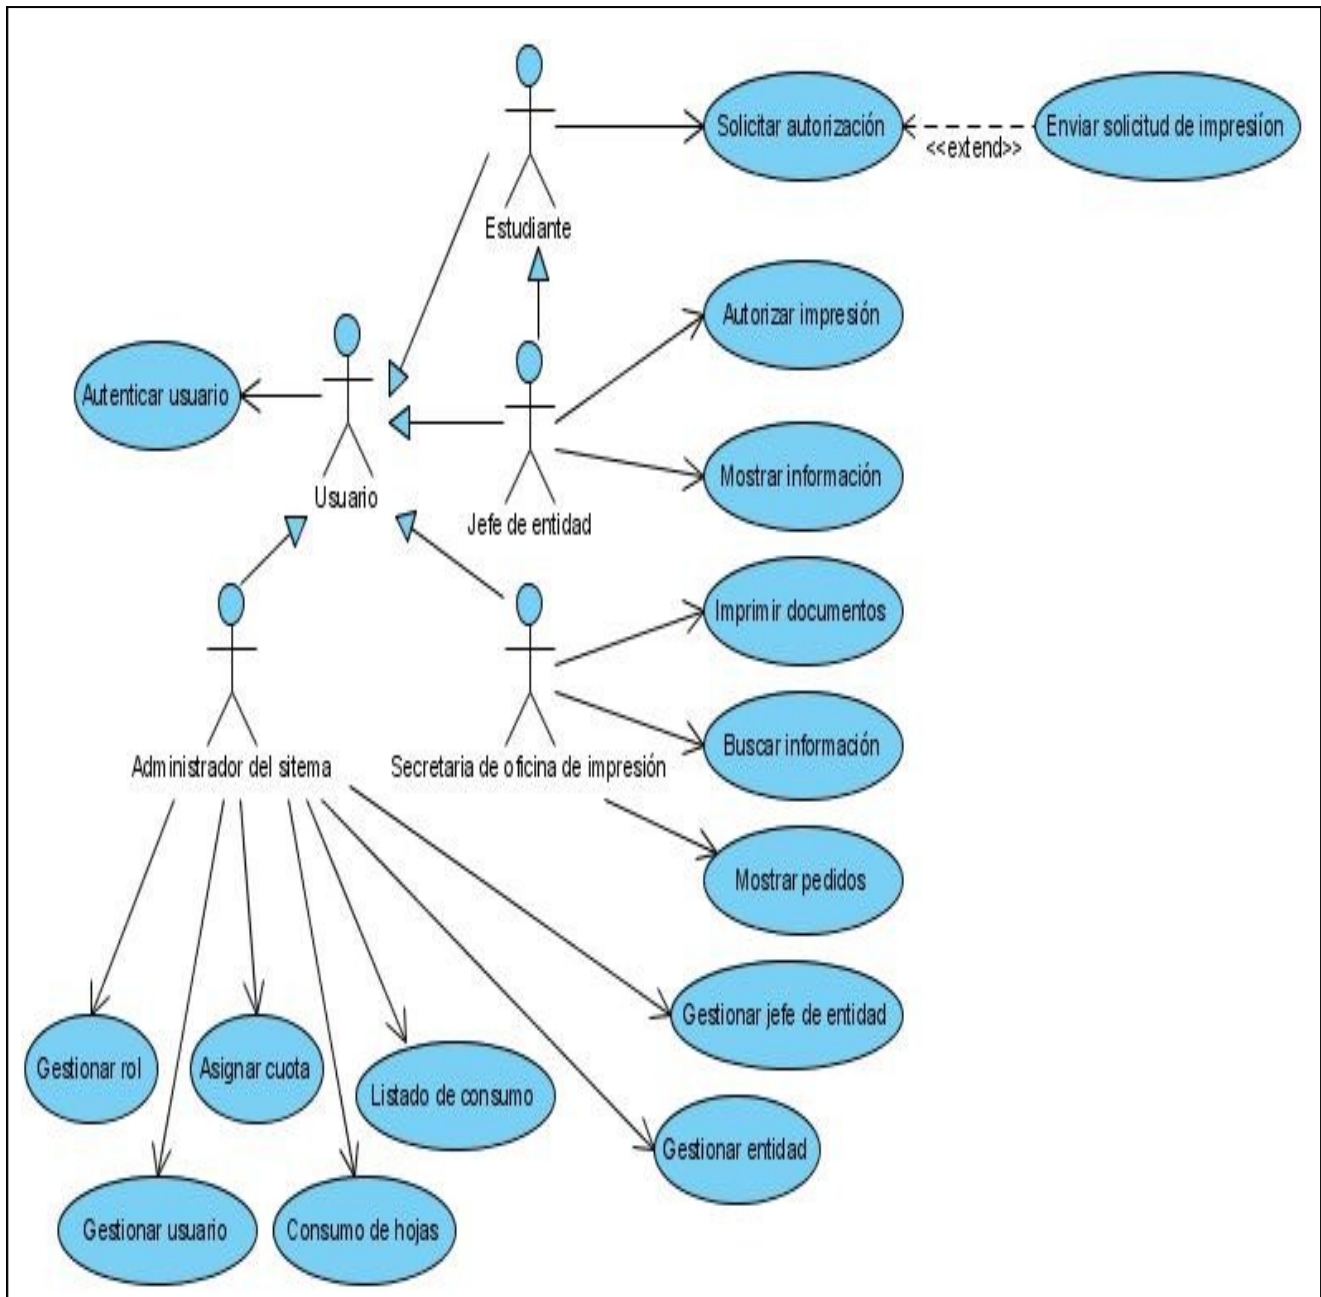 Solicitar autorización
Enviar solicitud de impresiíon
<<extend>>
Estudiante
Autorizar impresión
Autenticar usuario
Mostrar información
Usuario
Jefe de entidad
Imprimir documentos
Buscar información
Administrador del sitema
Secretaria de oficina de impresión
Mostrar pedidos
Gestionar jefe de entidad
Gestionar rol
Asignar cuota
Listado de consumo
Gestionar entidad
Gestionar usuario
Consumo de hojas